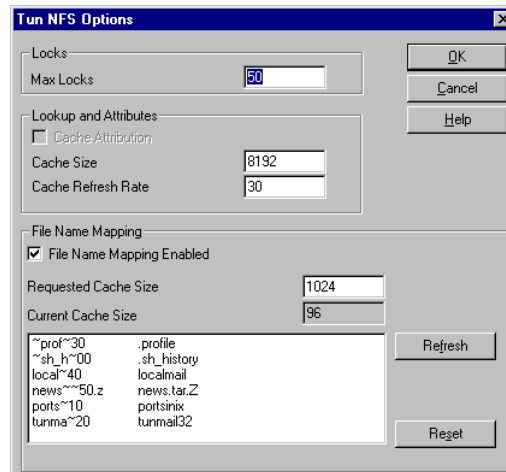 Tun NFS Options
Locks
Max Locks 50
OK
Cancel
Help
Lookup and Attributes
Cache Attribution
Cache Size 8192
Cache Refresh Rate 30
File Name Mapping
File Name Mapping Enabled
Requested Cache Size 1024
Current Cache Size 96
~prof~30 .profile
~sh_h~00 .sh_history
local~40 localmail
news~~50.z news.tar.Z
ports~10 portsinix
tunma~20 tunmail32
Refresh
Reset